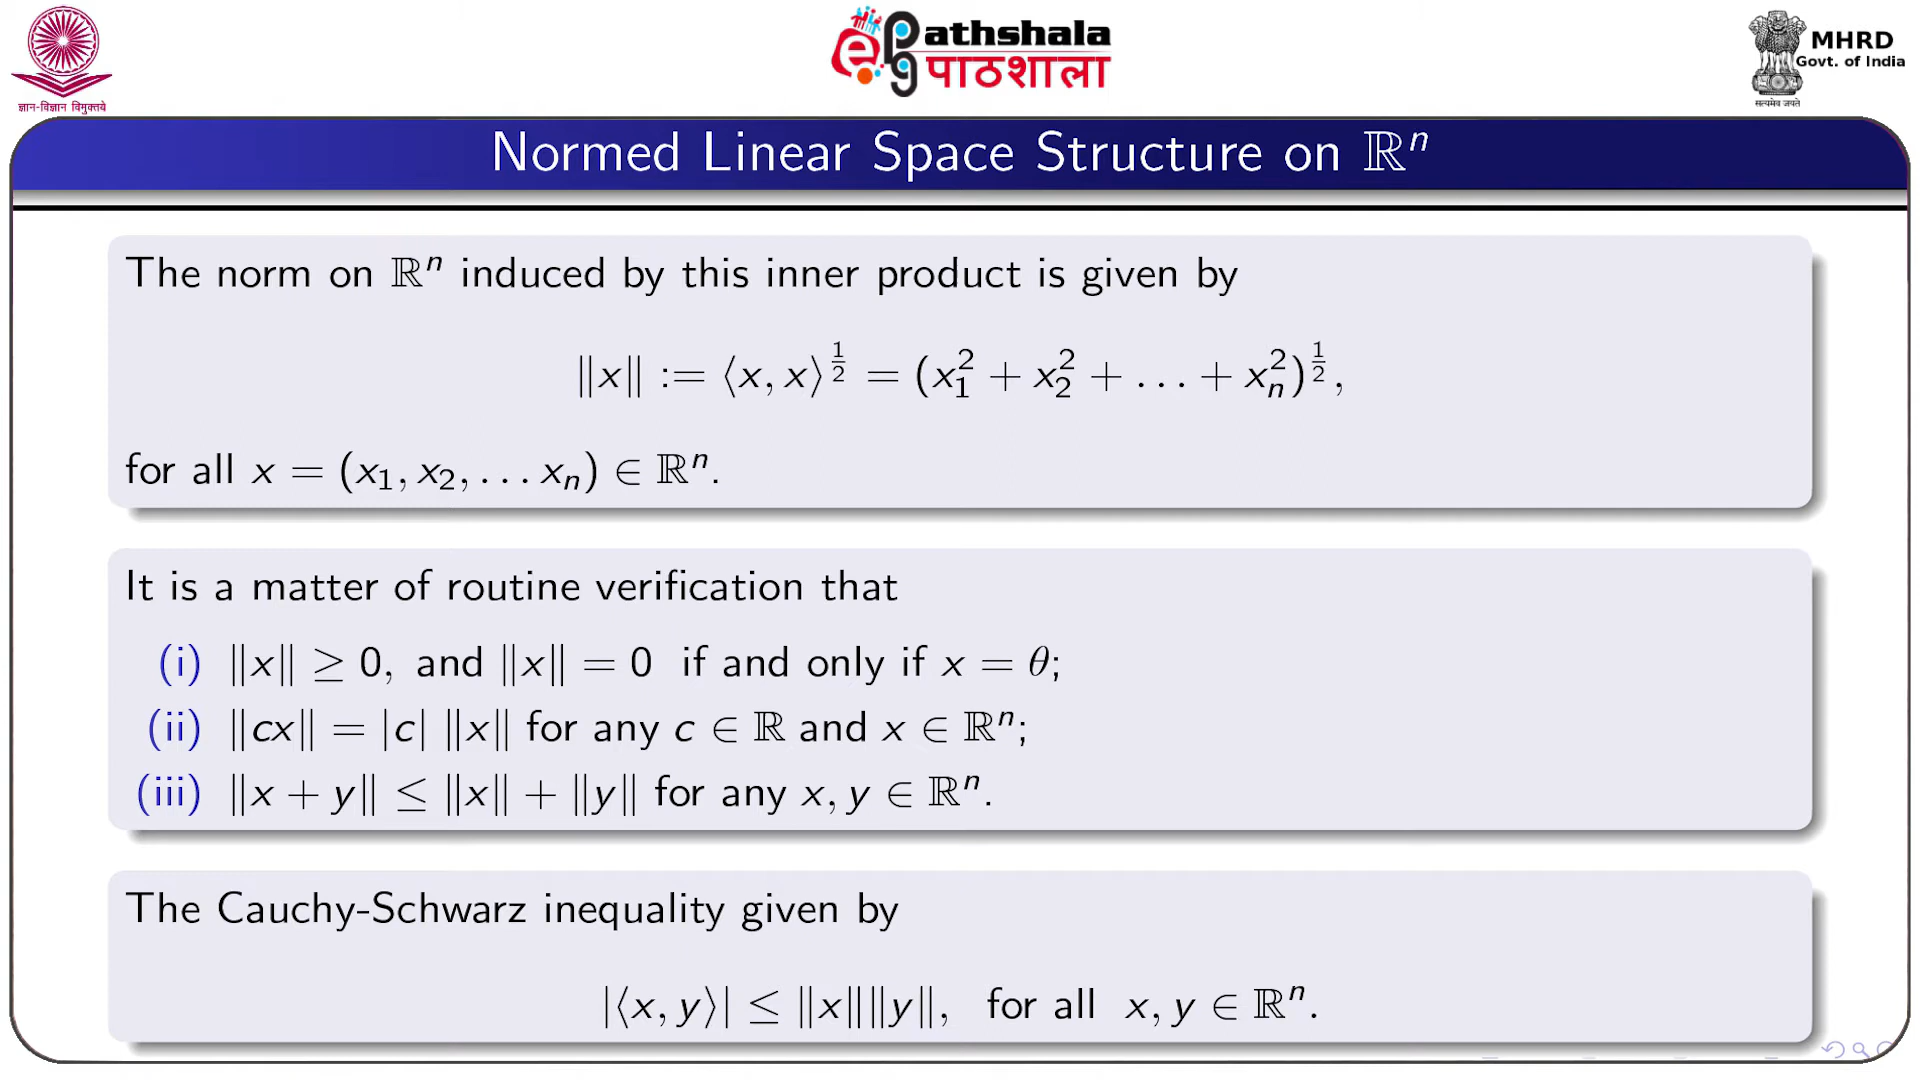 ज्ञान-विज्ञान विमुक्तये
ePG Pathshala
पाठशाला
MHRD
Govt. of India
सत्यमेव जयते
Normed Linear Space Structure on ℝⁿ
The norm on ℝⁿ induced by this inner product is given by
‖x‖ := ⟨x, x⟩^{1/2} = (x₁² + x₂² + . . . + xₙ²)^{1/2},
for all x = (x₁, x₂, . . . xₙ) ∈ ℝⁿ.
It is a matter of routine verification that
(i) ‖x‖ ≥ 0, and ‖x‖ = 0 if and only if x = θ;
(ii) ‖cx‖ = |c| ‖x‖ for any c ∈ ℝ and x ∈ ℝⁿ;
(iii) ‖x + y‖ ≤ ‖x‖ + ‖y‖ for any x, y ∈ ℝⁿ.
The Cauchy-Schwarz inequality given by
|⟨x, y⟩| ≤ ‖x‖‖y‖, for all x, y ∈ ℝⁿ.